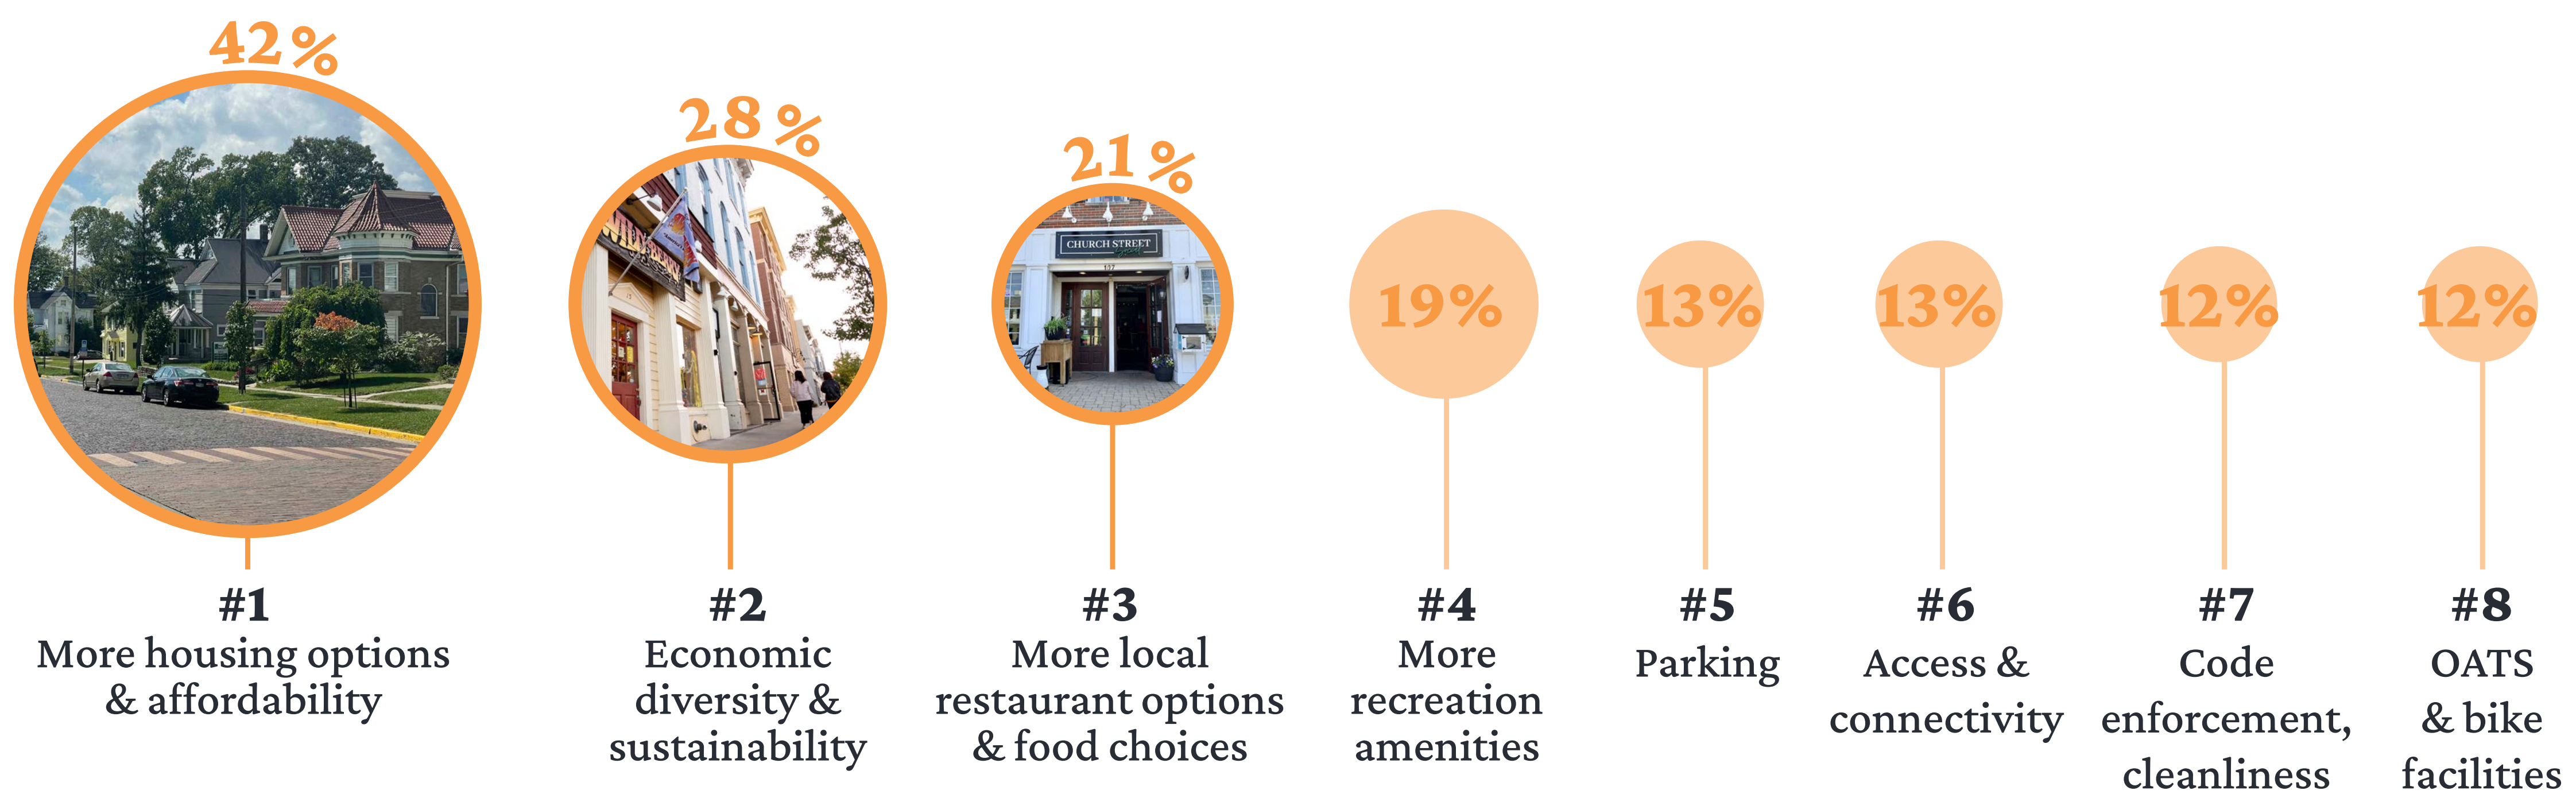 42%
28%
21%
WILDBERRY
CHURCH STREET
107
19%
13%
13%
12%
12%
#1
More housing options
& affordability
#2
Economic
diversity &
sustainability
#3
More local
restaurant options
& food choices
#4
More
recreation
amenities
#5
Parking
#6
Access &
connectivity
#7
Code
enforcement,
cleanliness
#8
OATS
& bike
facilities